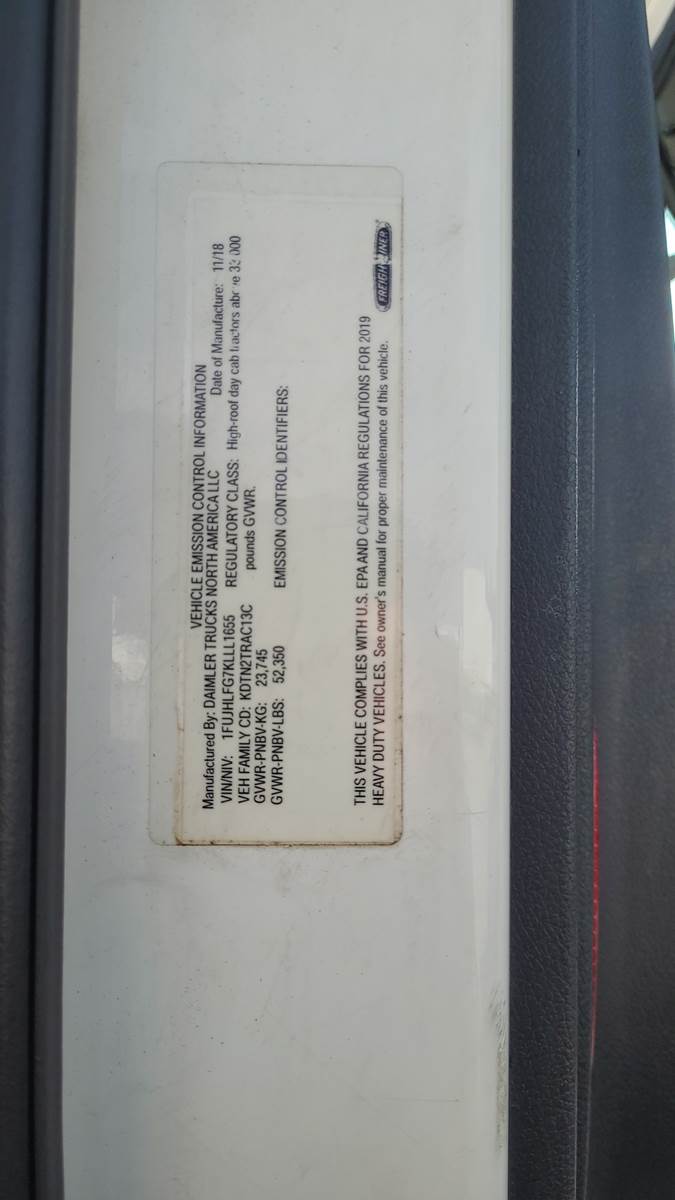 VEHICLE EMISSION CONTROL INFORMATION
Manufactured By: DAIMLER TRUCKS NORTH AMERICA LLC Date of Manufacture: 11/18
VIN/NIV: 1FUJHLFG7KLLL1655 REGULATORY CLASS: High-roof day cab tractors above 33,000
VEH FAMILY CD: KDTN2TRAC13C pounds GVWR.
GVWR-PNBV-KG: 23,745
GVWR-PNBV-LBS: 52,350 EMISSION CONTROL IDENTIFIERS:
THIS VEHICLE COMPLIES WITH U.S. EPA AND CALIFORNIA REGULATIONS FOR 2019
HEAVY DUTY VEHICLES. See owner's manual for proper maintenance of this vehicle.
FREIGHTLINER